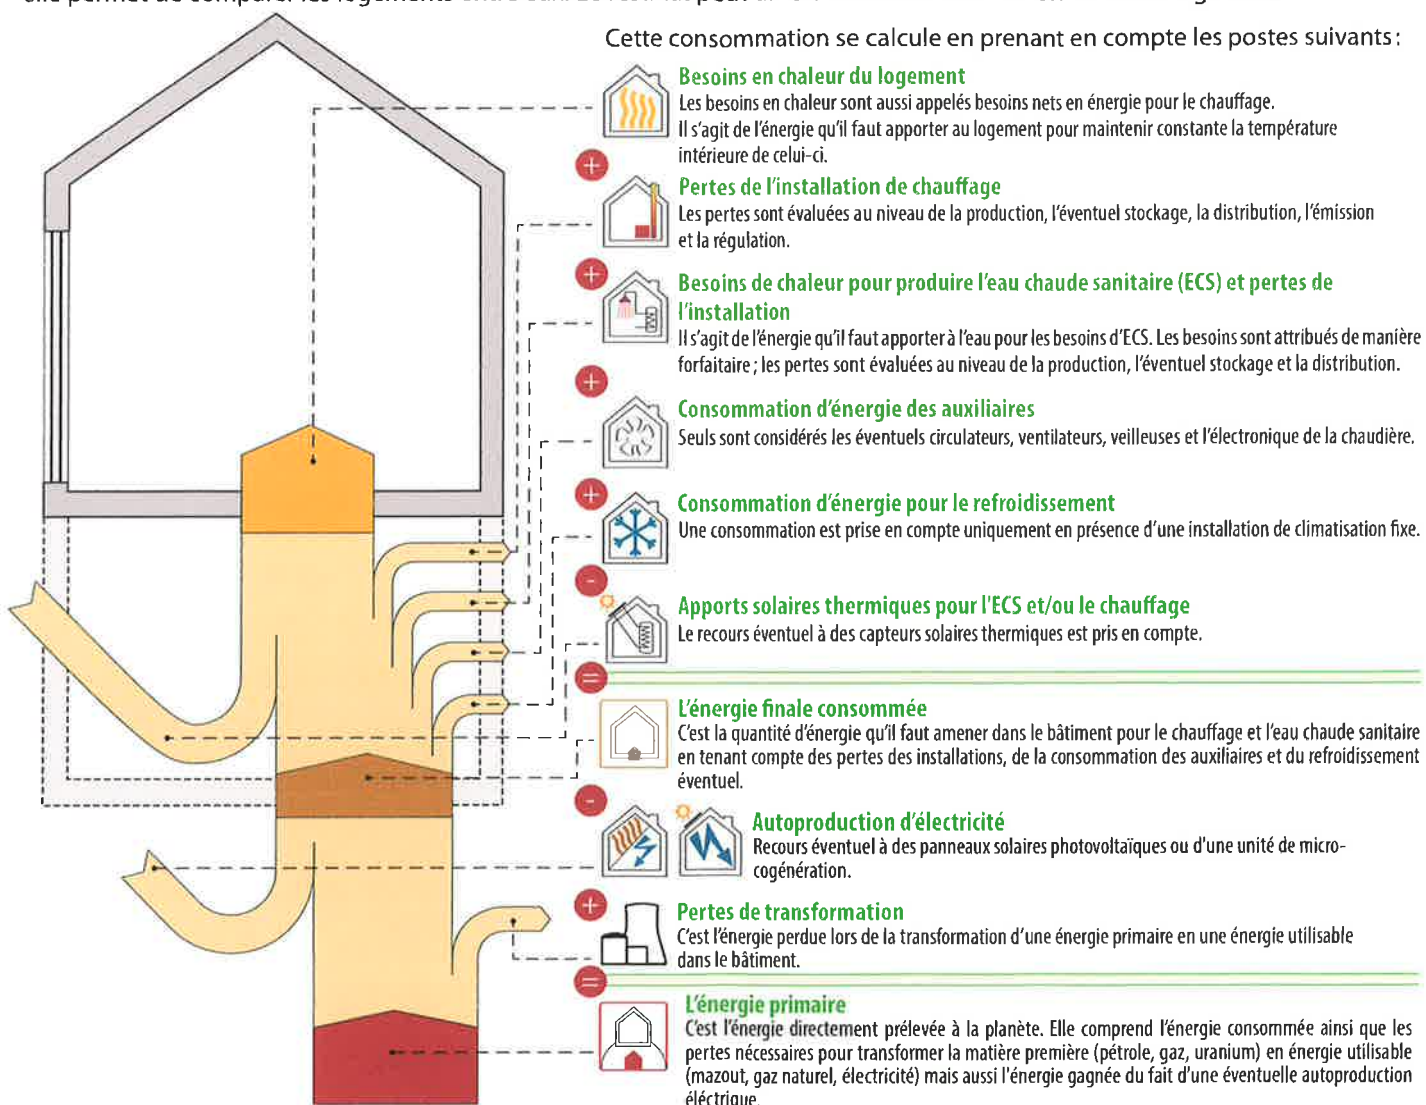 Cette consommation se calcule en prenant en compte les postes suivants :
Besoins en chaleur du logement
Les besoins en chaleur sont aussi appelés besoins nets en énergie pour le chauffage.
Il s'agit de l'énergie qu'il faut apporter au logement pour maintenir constante la température
intérieure de celui-ci.
+
Pertes de l'installation de chauffage
Les pertes sont évaluées au niveau de la production, l'éventuel stockage, la distribution, l'émission
et la régulation.
+
Besoins de chaleur pour produire l'eau chaude sanitaire (ECS) et pertes de
l'installation
Il s'agit de l'énergie qu'il faut apporter à l'eau pour les besoins d'ECS. Les besoins sont attribués de manière
forfaitaire ; les pertes sont évaluées au niveau de la production, l'éventuel stockage et la distribution.
+
Consommation d'énergie des auxiliaires
Seuls sont considérés les éventuels circulateurs, ventilateurs, veilleuses et l'électronique de la chaudière.
+
Consommation d'énergie pour le refroidissement
Une consommation est prise en compte uniquement en présence d'une installation de climatisation fixe.
-
Apports solaires thermiques pour l'ECS et/ou le chauffage
Le recours éventuel à des capteurs solaires thermiques est pris en compte.
=
L'énergie finale consommée
C'est la quantité d'énergie qu'il faut amener dans le bâtiment pour le chauffage et l'eau chaude sanitaire
en tenant compte des pertes des installations, de la consommation des auxiliaires et du refroidissement
éventuel.
-
Autoproduction d'électricité
Recours éventuel à des panneaux solaires photovoltaïques ou d'une unité de micro-
cogénération.
+
Pertes de transformation
C'est l'énergie perdue lors de la transformation d'une énergie primaire en une énergie utilisable
dans le bâtiment.
=
L'énergie primaire
C'est l'énergie directement prélevée à la planète. Elle comprend l'énergie consommée ainsi que les
pertes nécessaires pour transformer la matière première (pétrole, gaz, uranium) en énergie utilisable
(mazout, gaz naturel, électricité) mais aussi l'énergie gagnée du fait d'une éventuelle autoproduction
éléctrique.